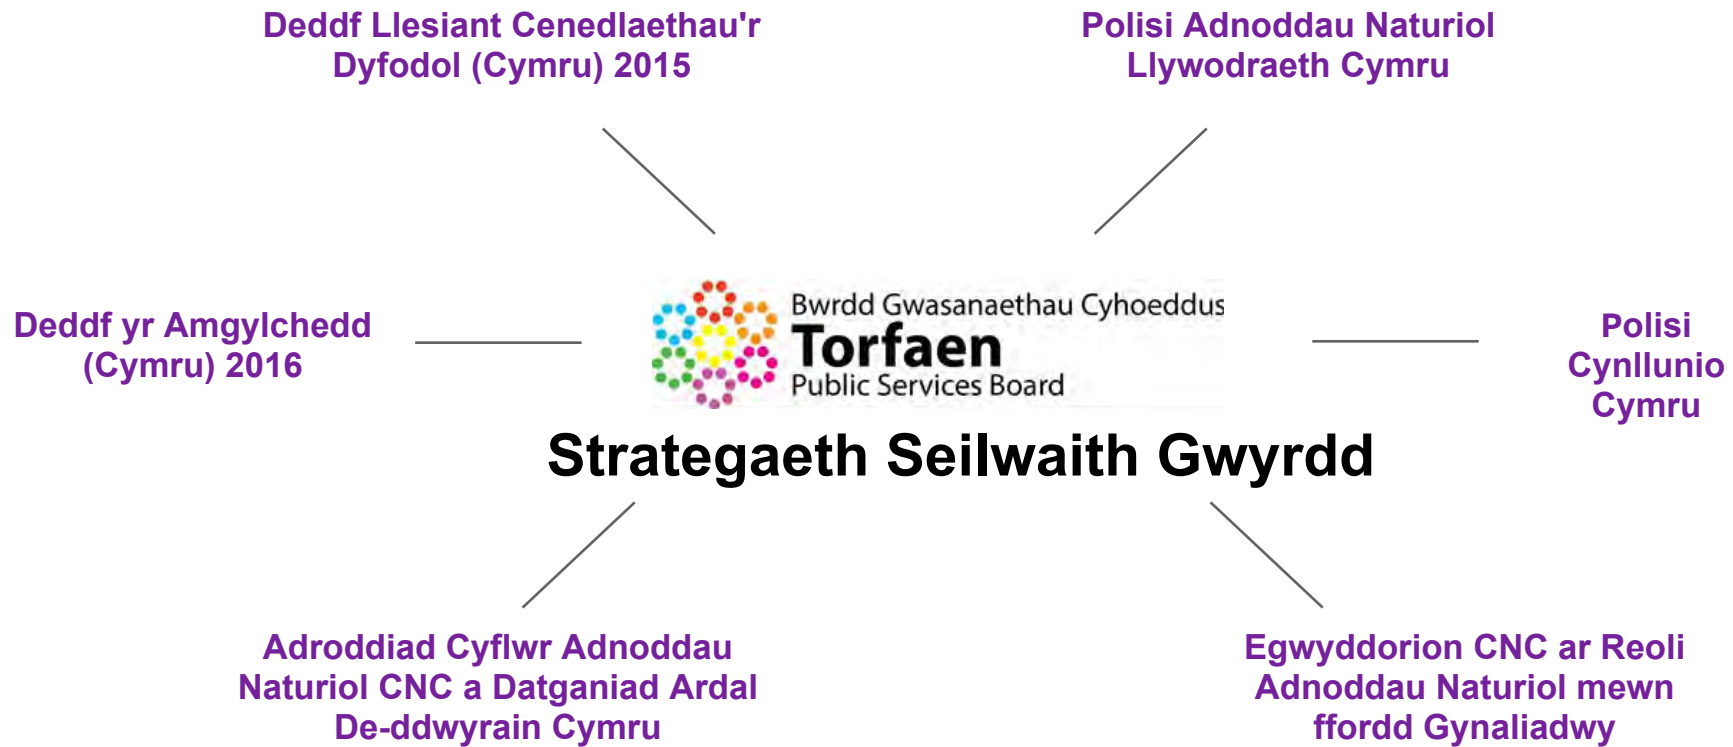 Deddf Llesiant Cenedlaethau'r
Dyfodol (Cymru) 2015
Polisi Adnoddau Naturiol
Llywodraeth Cymru
Deddf yr Amgylchedd
(Cymru) 2016
Bwrdd Gwasanaethau Cyhoeddus
Torfaen
Public Services Board
Polisi
Cynllunio
Cymru
Strategaeth Seilwaith Gwyrdd
Adroddiad Cyflwr Adnoddau
Naturiol CNC a Datganiad Ardal
De-ddwyrain Cymru
Egwyddorion CNC ar Reoli
Adnoddau Naturiol mewn
ffordd Gynaliadwy